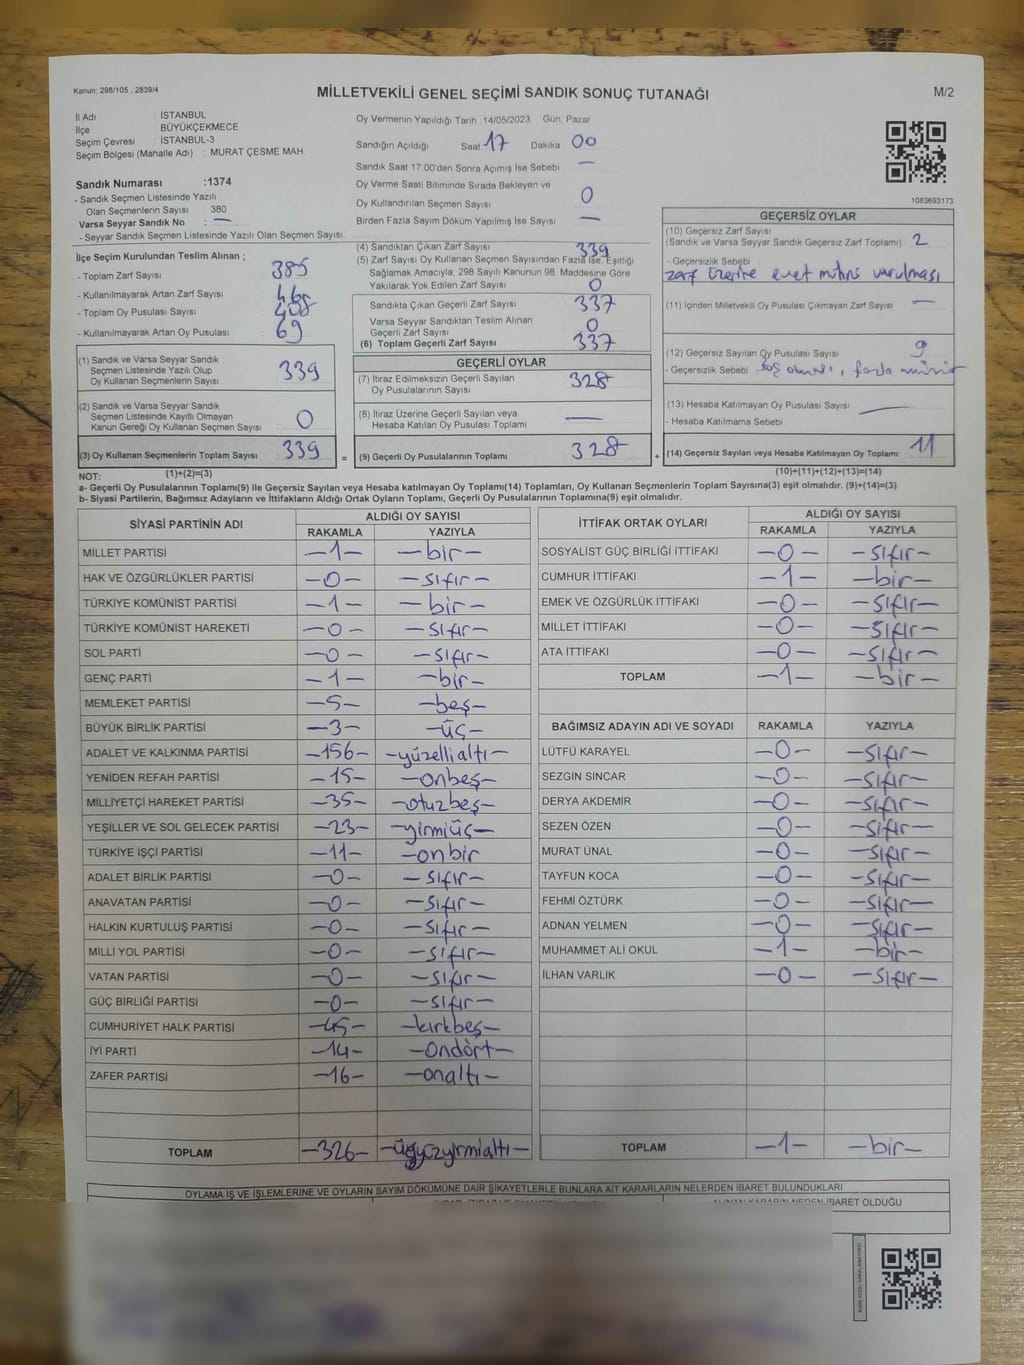 Kanun; 298/105 , 2839/4
MİLLETVEKİLİ GENEL SEÇİMİ SANDIK SONUÇ TUTANAĞI
M/2
İl Adı : İSTANBUL
İlçe : BÜYÜKÇEKMECE
Seçim Çevresi : İSTANBUL-3
Seçim Bölgesi (Mahalle Adı) : MURAT ÇESME MAH.
Sandık Numarası :1374
- Sandık Seçmen Listesinde Yazılı
Olan Seçmenlerin Sayısı : 380
Varsa Seyyar Sandık No : —
- Seyyar Sandık Seçmen Listesinde Yazılı Olan Seçmen Sayısı:
Oy Vermenin Yapıldığı Tarih : 14/05/2023 Gün: Pazar
Sandığın Açıldığı Saat 17 Dakika 00
Sandık Saat 17:00'den Sonra Açımış İse Sebebi —
Oy Verme Saati Bitiminde Sırada Bekleyen ve
Oy Kullandırılan Seçmen Sayısı 0
Birden Fazla Sayım Döküm Yapılmış İse Sayısı —
1083693173
İlçe Seçim Kurulundan Teslim Alınan ;
- Toplam Zarf Sayısı : 385
- Kullanılmayarak Artan Zarf Sayısı :
- Toplam Oy Pusulası Sayısı : 408
- Kullanılmayarak Artan Oy Pusulası : 69
(1) Sandık ve Varsa Seyyar Sandık
Seçmen Listesinde Yazılı Olup
Oy Kullanan Seçmenlerin Sayısı : 339
(2) Sandık ve Varsa Seyyar Sandık
Seçmen Listesinde Kayıtlı Olmayan
Kanun Gereği Oy Kullanan Seçmen Sayısı : 0
(3) Oy Kullanan Seçmenlerin Toplam Sayısı : 339
(1)+(2)=(3)
(4) Sandıktan Çıkan Zarf Sayısı 339
(5) Zarf Sayısı Oy Kullanan Seçmen Sayısından Fazla İse, Eşitliği
Sağlamak Amacıyla, 298 Sayılı Kanunun 98. Maddesine Göre
Yakılarak Yok Edilen Zarf Sayısı : 0
Sandıkta Çıkan Geçerli Zarf Sayısı : 337
Varsa Seyyar Sandıktan Teslim Alınan
Geçerli Zarf Sayısı : 0
(6) Toplam Geçerli Zarf Sayısı : 337
GEÇERLİ OYLAR
(7) İtiraz Edilmeksizin Geçerli Sayılan
Oy Pusulalarının Sayısı : 328
(8) İtiraz Üzerine Geçerli Sayılan veya
Hesaba Katılan Oy Pusulası Toplamı : —
= (9) Geçerli Oy Pusulalarının Toplamı : 328 +
GEÇERSİZ OYLAR
(10) Geçersiz Zarf Sayısı
(Sandık ve Varsa Seyyar Sandık Geçersiz Zarf Toplamı) : 2
- Geçersizlik Sebebi :
zarf üzerine evet mührü vurulması
(11) İçinden Milletvekili Oy Pusulası Çıkmayan Zarf Sayısı : —
(12) Geçersiz Sayılan Oy Pusulası Sayısı : 9
- Geçersizlik Sebebi boş olması, fazla mühür
(13) Hesaba Katılmayan Oy Pusulası Sayısı : —
- Hesaba Katılmama Sebebi
(14) Geçersiz Sayılan veya Hesaba Katılmayan Oy Toplamı : 11
(10)+(11)+(12)+(13)=(14)
NOT:
a- Geçerli Oy Pusulalarının Toplamı(9) ile Geçersiz Sayılan veya Hesaba katılmayan Oy Toplamı(14) Toplamları, Oy Kullanan Seçmenlerin Toplam Sayısına(3) eşit olmalıdır. (9)+(14)=(3)
b- Siyasi Partilerin, Bağımsız Adayların ve İttifakların Aldığı Ortak Oyların Toplamı, Geçerli Oy Pusulalarının Toplamına(9) eşit olmalıdır.
SİYASİ PARTİNİN ADI ALDIĞI OY SAYISI
RAKAMLA YAZIYLA
MİLLET PARTİSİ —1— —bir—
HAK VE ÖZGÜRLÜKLER PARTİSİ —0— —sıfır—
TÜRKİYE KOMÜNİST PARTİSİ —1— —bir—
TÜRKİYE KOMÜNİST HAREKETİ —0— —sıfır—
SOL PARTİ —0— —sıfır—
GENÇ PARTİ —1— —bir—
MEMLEKET PARTİSİ —5— —beş—
BÜYÜK BİRLİK PARTİSİ —3— —üç—
ADALET VE KALKINMA PARTİSİ —156— —yüzellialtı—
YENİDEN REFAH PARTİSİ —15— —onbeş—
MİLLİYETÇİ HAREKET PARTİSİ —35— —otuzbeş—
YEŞİLLER VE SOL GELECEK PARTİSİ —23— —yirmiüç—
TÜRKİYE İŞÇİ PARTİSİ —11— —onbir
ADALET BİRLİK PARTİSİ —0— —sıfır—
ANAVATAN PARTİSİ —0— —sıfır—
HALKIN KURTULUŞ PARTİSİ —0— —sıfır—
MİLLİ YOL PARTİSİ —0— —sıfır—
VATAN PARTİSİ —0— —sıfır—
GÜÇ BİRLİĞİ PARTİSİ —0— —sıfır—
CUMHURİYET HALK PARTİSİ —45— —kırkbeş—
İYİ PARTİ —14— —Ondört—
ZAFER PARTİSİ —16— —onaltı—
TOPLAM —326— —üçyüzyirmialtı—
İTTİFAK ORTAK OYLARI ALDIĞI OY SAYISI
RAKAMLA YAZIYLA
SOSYALİST GÜÇ BİRLİĞİ İTTİFAKI —0— —sıfır—
CUMHUR İTTİFAKI —1— —bir—
EMEK VE ÖZGÜRLÜK İTTİFAKI —0— —sıfır—
MİLLET İTTİFAKI —0— —sıfır—
ATA İTTİFAKI —0— —sıfır—
TOPLAM —1— —bir—
BAĞIMSIZ ADAYIN ADI VE SOYADI RAKAMLA YAZIYLA
LÜTFÜ KARAYEL —0— —sıfır—
SEZGİN SİNCAR —0— —sıfır—
DERYA AKDEMİR —0— —sıfır—
SEZEN ÖZEN —0— —sıfır—
MURAT ÜNAL —0— —sıfır—
TAYFUN KOCA —0— —sıfır—
FEHMİ ÖZTÜRK —0— —sıfır—
ADNAN YELMEN —0— —sıfır—
MUHAMMET ALİ OKUL —1— —bir—
İLHAN VARLIK —0— —sıfır—
TOPLAM —1— —bir—
OYLAMA İŞ VE İŞLEMLERİNE VE OYLARIN SAYIM DÖKÜMÜNE DAİR ŞİKAYETLERLE BUNLARA AİT KARARLARIN NELERDEN İBARET BULUNDUKLARI
ALINAN KARARIN NEDEN İBARET OLDUĞU